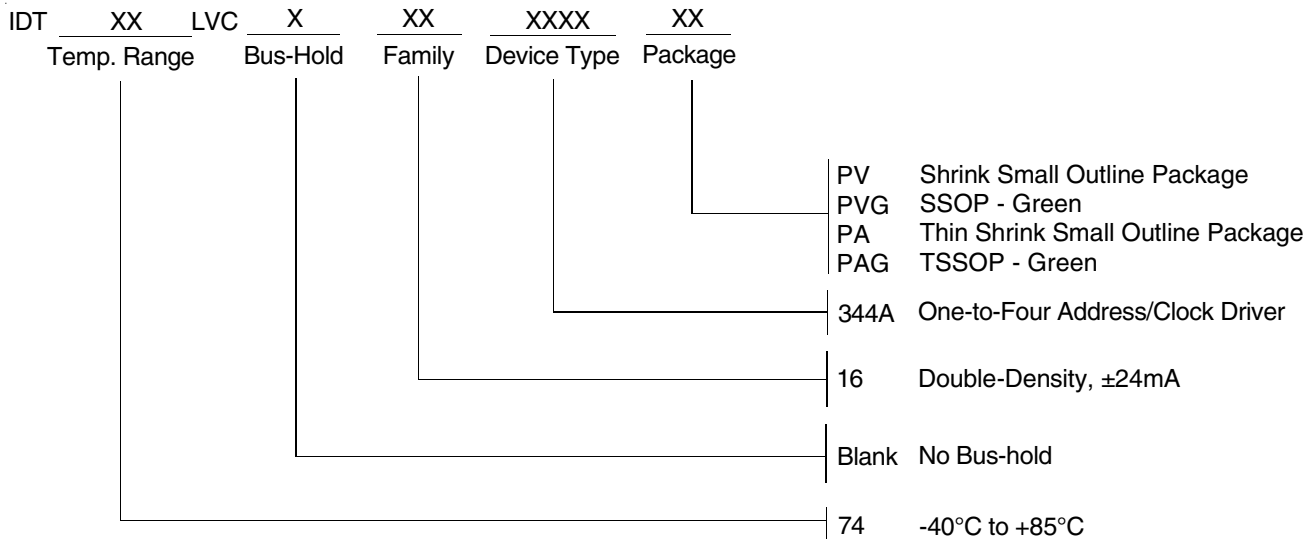 IDT XX LVC X XX XXXX XX
Temp. Range Bus-Hold Family Device Type Package
PV Shrink Small Outline Package
PVG SSOP - Green
PA Thin Shrink Small Outline Package
PAG TSSOP - Green
344A One-to-Four Address/Clock Driver
16 Double-Density, ±24mA
Blank No Bus-hold
74 -40°C to +85°C